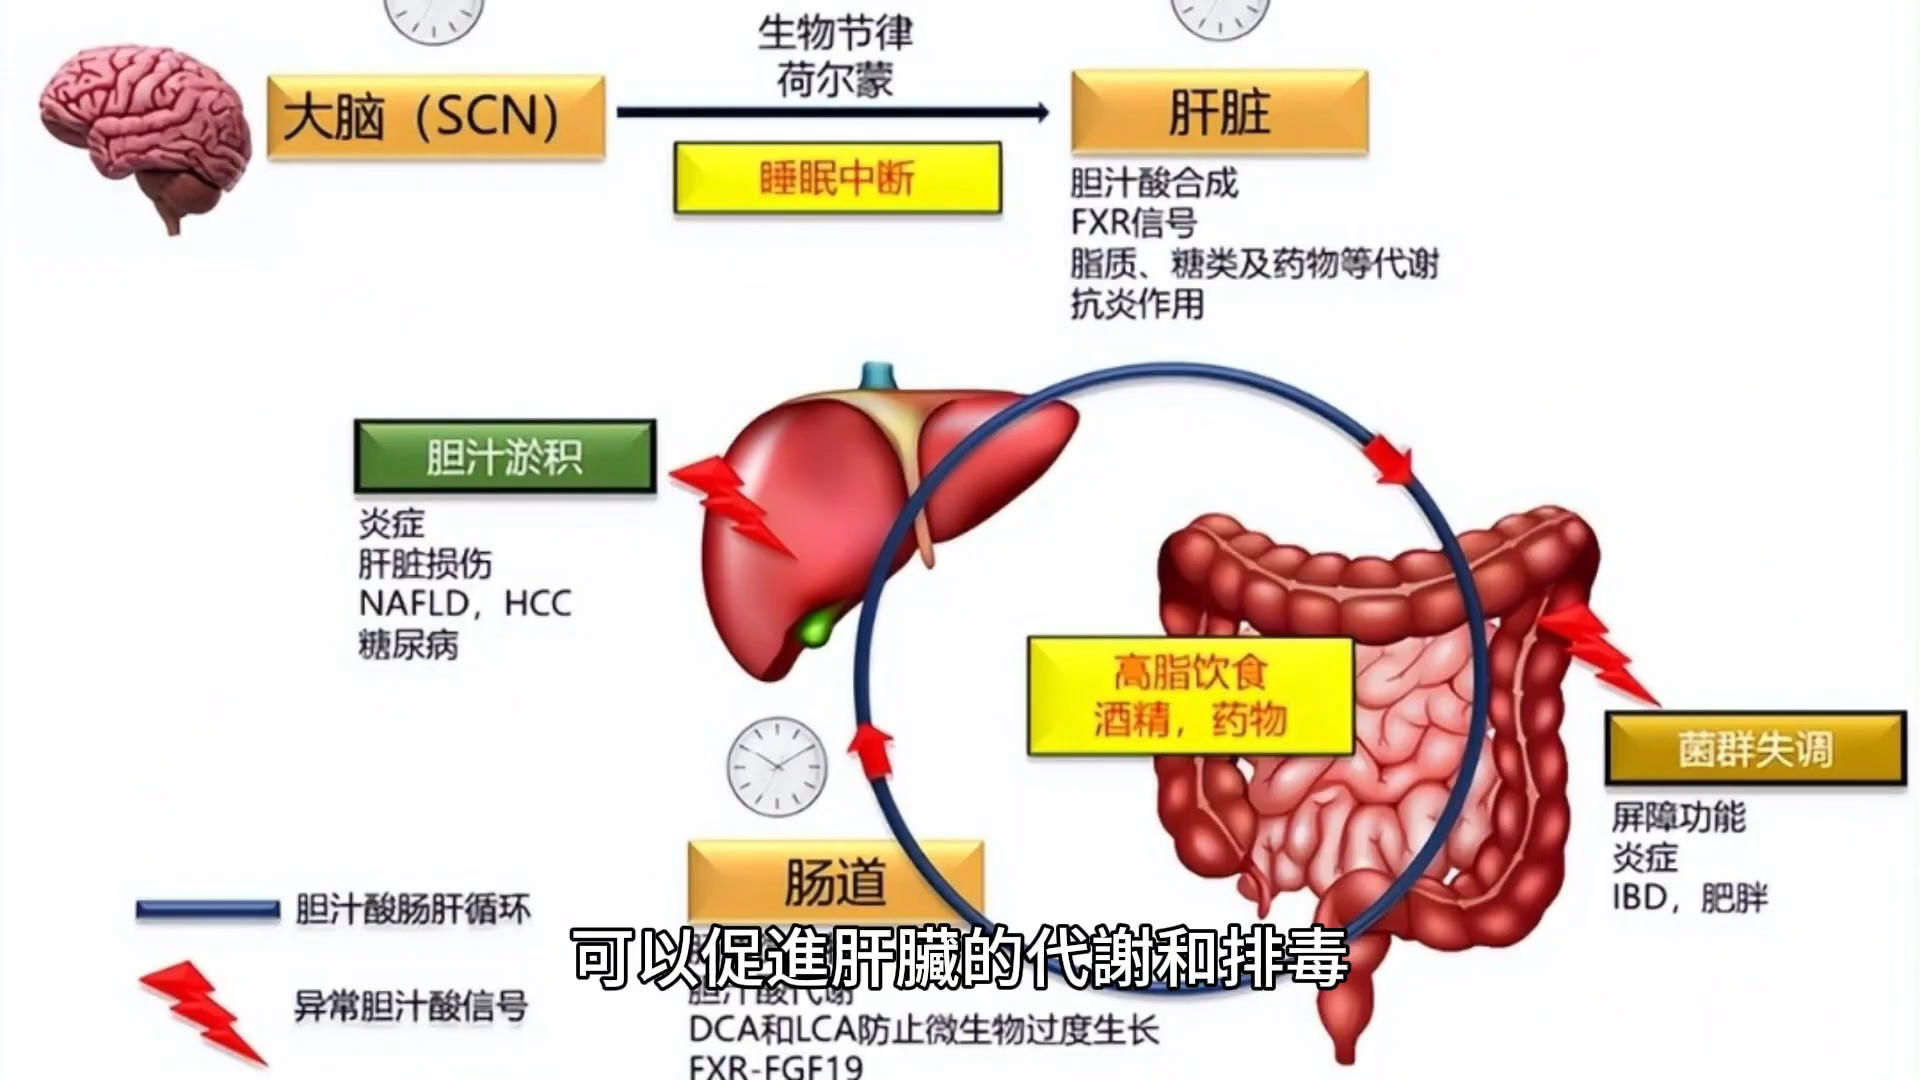 生物节律
荷尔蒙
大脑（SCN）
肝脏
睡眠中断
胆汁酸合成
FXR信号
脂质、糖类及药物等代谢
抗炎作用
胆汁淤积
炎症
肝脏损伤
NAFLD，HCC
糖尿病
高脂饮食
酒精，药物
菌群失调
屏障功能
炎症
IBD，肥胖
肠道
胆汁酸代谢
DCA和LCA防止微生物过度生长
FXR-FGF19
胆汁酸肠肝循环
异常胆汁酸信号
可以促進肝臟的代謝和排毒